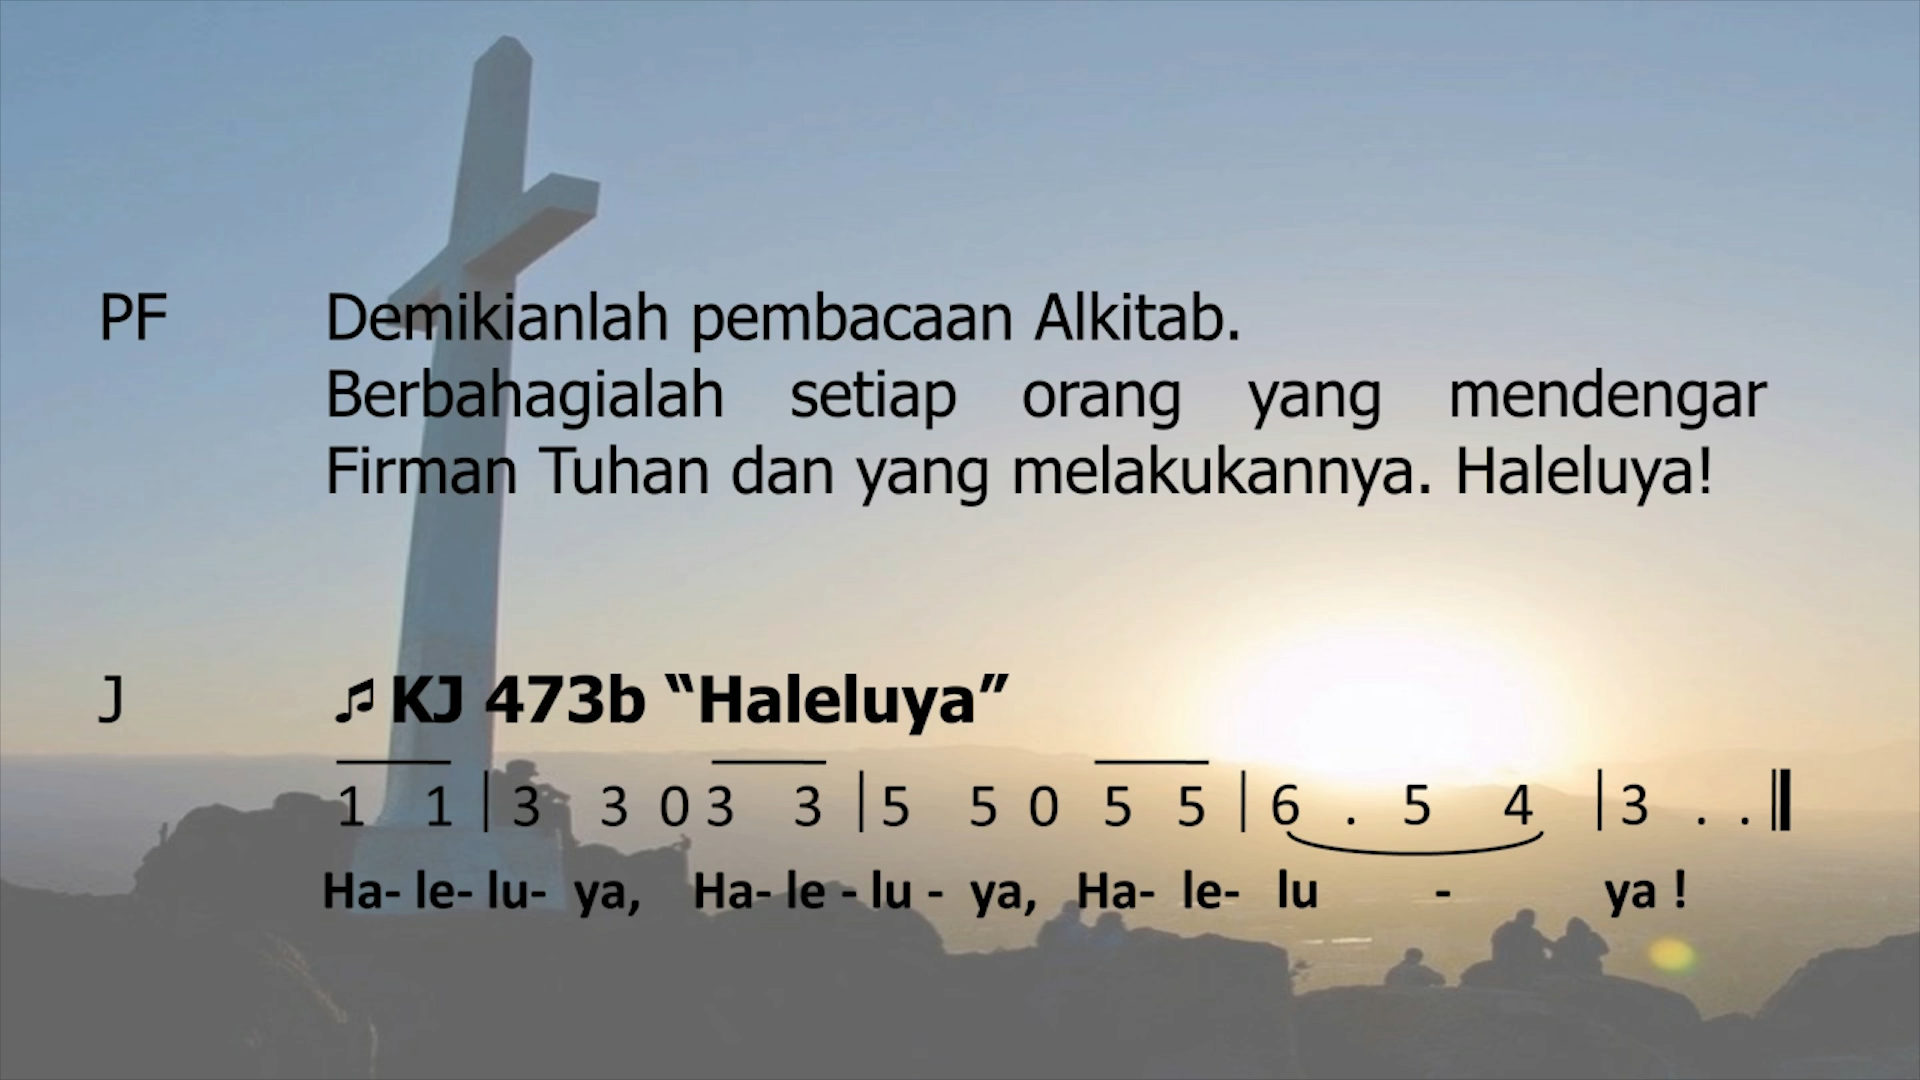 PF Demikianlah pembacaan Alkitab.
Berbahagialah setiap orang yang mendengar
Firman Tuhan dan yang melakukannya. Haleluya!
J ♫ KJ 473b “Haleluya”
1 1 | 3 3 0 3 3 | 5 5 0 5 5 | 6 . 5 4 | 3 . . ||
Ha- le- lu- ya, Ha- le - lu - ya, Ha- le- lu - ya !